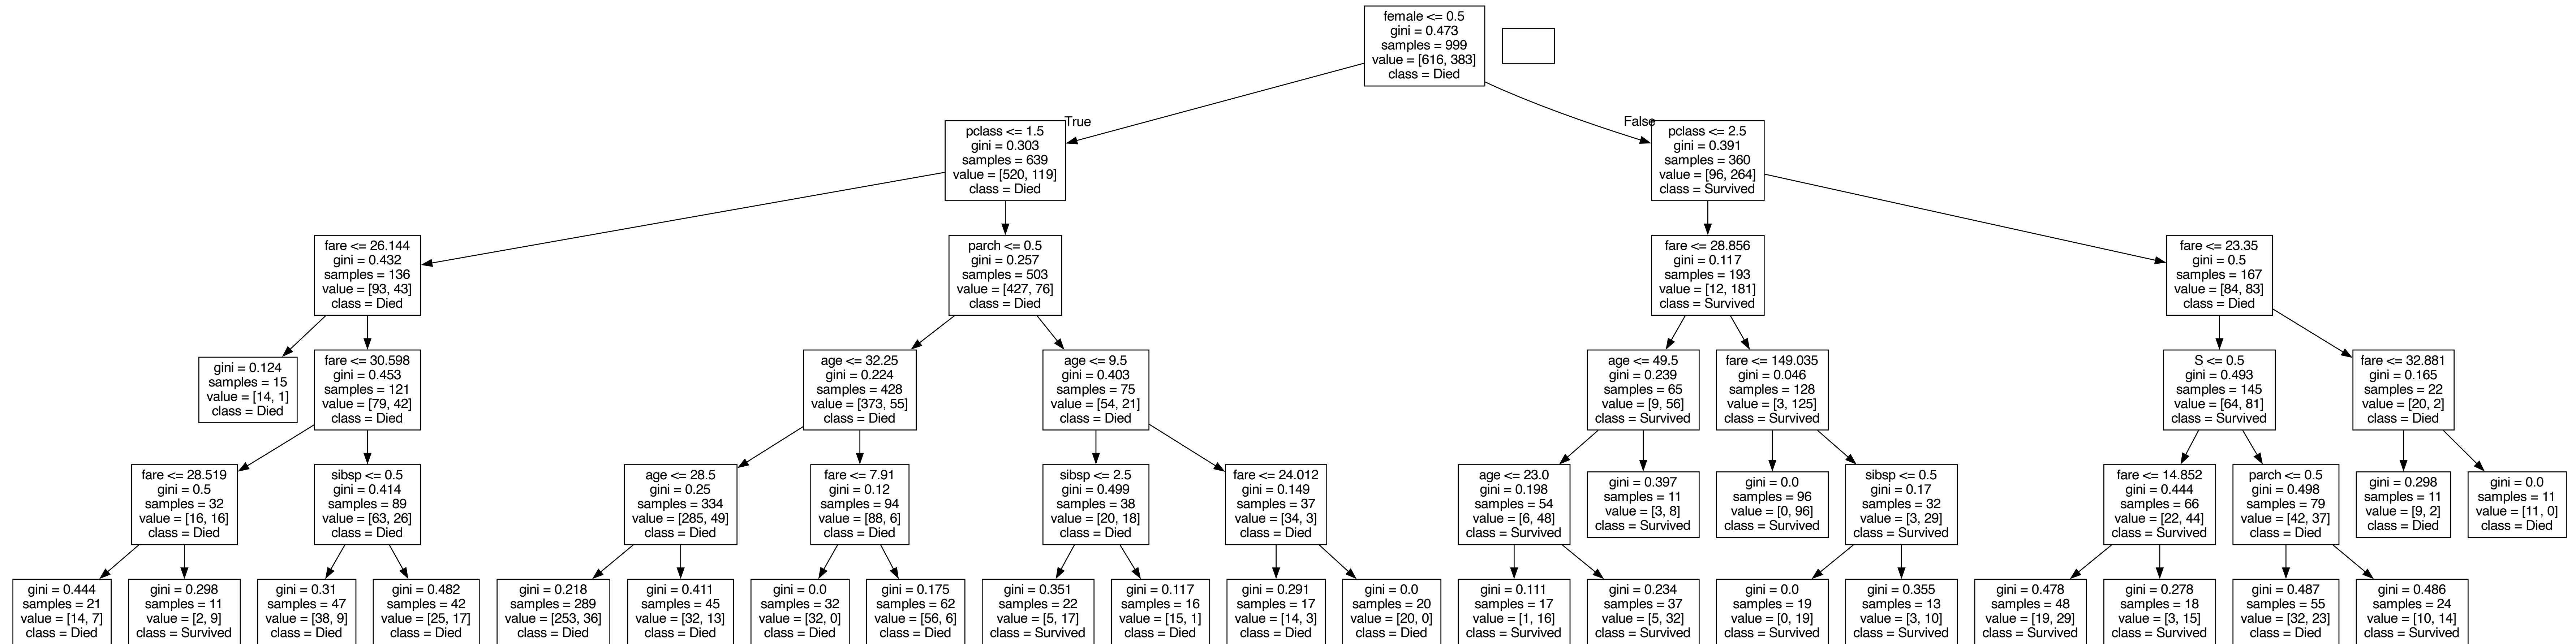 female <= 0.5
gini = 0.473
samples = 999
value = [616, 383]
class = Died
True
False
pclass <= 1.5
gini = 0.303
samples = 639
value = [520, 119]
class = Died
pclass <= 2.5
gini = 0.391
samples = 360
value = [96, 264]
class = Survived
fare <= 26.144
gini = 0.432
samples = 136
value = [93, 43]
class = Died
parch <= 0.5
gini = 0.257
samples = 503
value = [427, 76]
class = Died
fare <= 28.856
gini = 0.117
samples = 193
value = [12, 181]
class = Survived
fare <= 23.35
gini = 0.5
samples = 167
value = [84, 83]
class = Died
gini = 0.124
samples = 15
value = [14, 1]
class = Died
fare <= 30.598
gini = 0.453
samples = 121
value = [79, 42]
class = Died
age <= 32.25
gini = 0.224
samples = 428
value = [373, 55]
class = Died
age <= 9.5
gini = 0.403
samples = 75
value = [54, 21]
class = Died
age <= 49.5
gini = 0.239
samples = 65
value = [9, 56]
class = Survived
fare <= 149.035
gini = 0.046
samples = 128
value = [3, 125]
class = Survived
S <= 0.5
gini = 0.493
samples = 145
value = [64, 81]
class = Survived
fare <= 32.881
gini = 0.165
samples = 22
value = [20, 2]
class = Died
fare <= 28.519
gini = 0.5
samples = 32
value = [16, 16]
class = Died
sibsp <= 0.5
gini = 0.414
samples = 89
value = [63, 26]
class = Died
age <= 28.5
gini = 0.25
samples = 334
value = [285, 49]
class = Died
fare <= 7.91
gini = 0.12
samples = 94
value = [88, 6]
class = Died
sibsp <= 2.5
gini = 0.499
samples = 38
value = [20, 18]
class = Died
fare <= 24.012
gini = 0.149
samples = 37
value = [34, 3]
class = Died
age <= 23.0
gini = 0.198
samples = 54
value = [6, 48]
class = Survived
gini = 0.397
samples = 11
value = [3, 8]
class = Survived
gini = 0.0
samples = 96
value = [0, 96]
class = Survived
sibsp <= 0.5
gini = 0.17
samples = 32
value = [3, 29]
class = Survived
fare <= 14.852
gini = 0.444
samples = 66
value = [22, 44]
class = Survived
parch <= 0.5
gini = 0.498
samples = 79
value = [42, 37]
class = Died
gini = 0.298
samples = 11
value = [9, 2]
class = Died
gini = 0.0
samples = 11
value = [11, 0]
class = Died
gini = 0.444
samples = 21
value = [14, 7]
class = Died
gini = 0.298
samples = 11
value = [2, 9]
class = Survived
gini = 0.31
samples = 47
value = [38, 9]
class = Died
gini = 0.482
samples = 42
value = [25, 17]
class = Died
gini = 0.218
samples = 289
value = [253, 36]
class = Died
gini = 0.411
samples = 45
value = [32, 13]
class = Died
gini = 0.0
samples = 32
value = [32, 0]
class = Died
gini = 0.175
samples = 62
value = [56, 6]
class = Died
gini = 0.351
samples = 22
value = [5, 17]
class = Survived
gini = 0.117
samples = 16
value = [15, 1]
class = Died
gini = 0.291
samples = 17
value = [14, 3]
class = Died
gini = 0.0
samples = 20
value = [20, 0]
class = Died
gini = 0.111
samples = 17
value = [1, 16]
class = Survived
gini = 0.234
samples = 37
value = [5, 32]
class = Survived
gini = 0.0
samples = 19
value = [0, 19]
class = Survived
gini = 0.355
samples = 13
value = [3, 10]
class = Survived
gini = 0.478
samples = 48
value = [19, 29]
class = Survived
gini = 0.278
samples = 18
value = [3, 15]
class = Survived
gini = 0.487
samples = 55
value = [32, 23]
class = Died
gini = 0.486
samples = 24
value = [10, 14]
class = Survived